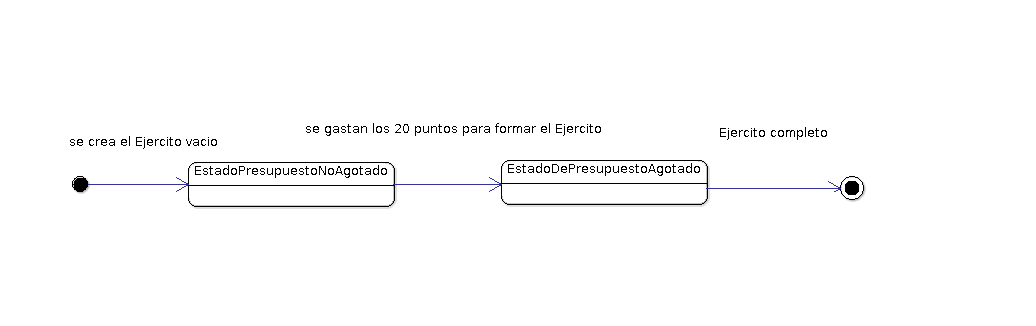 se crea el Ejercito vacio
se gastan los 20 puntos para formar el Ejercito
Ejercito completo
EstadoPresupuestoNoAgotado
EstadoDePresupuestoAgotado